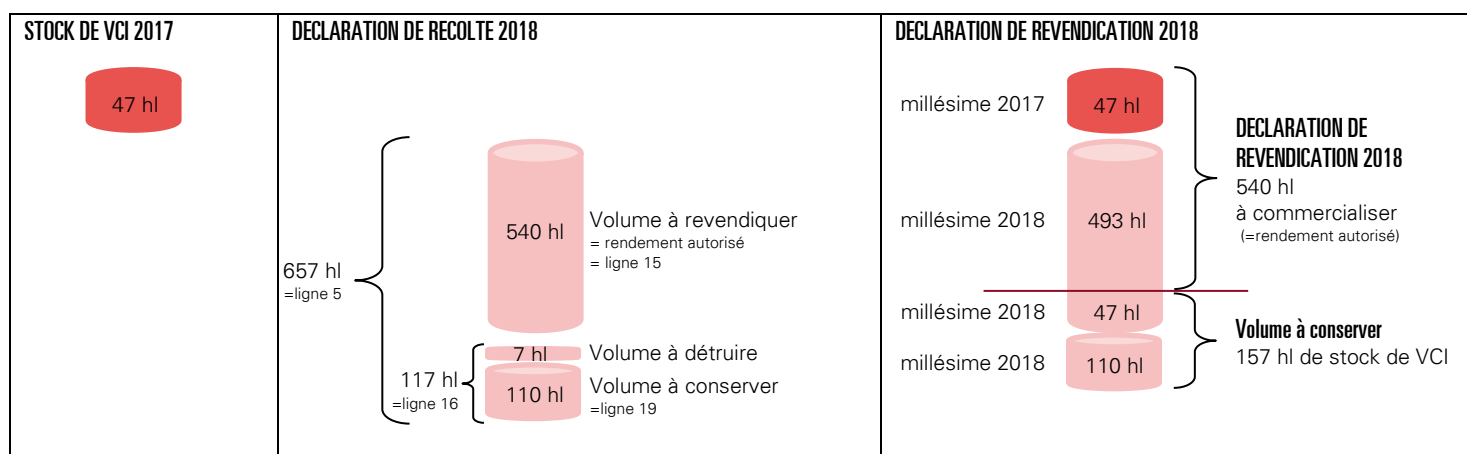 STOCK DE VCI 2017
47 hl
DECLARATION DE RECOLTE 2018
657 hl
=ligne 5
540 hl
Volume à revendiquer
= rendement autorisé
= ligne 15
117 hl
=ligne 16
7 hl
Volume à détruire
110 hl
Volume à conserver
=ligne 19
DECLARATION DE REVENDICATION 2018
millésime 2017
47 hl
millésime 2018
493 hl
DECLARATION DE
REVENDICATION 2018
540 hl
à commercialiser
(=rendement autorisé)
millésime 2018
47 hl
millésime 2018
110 hl
Volume à conserver
157 hl de stock de VCI